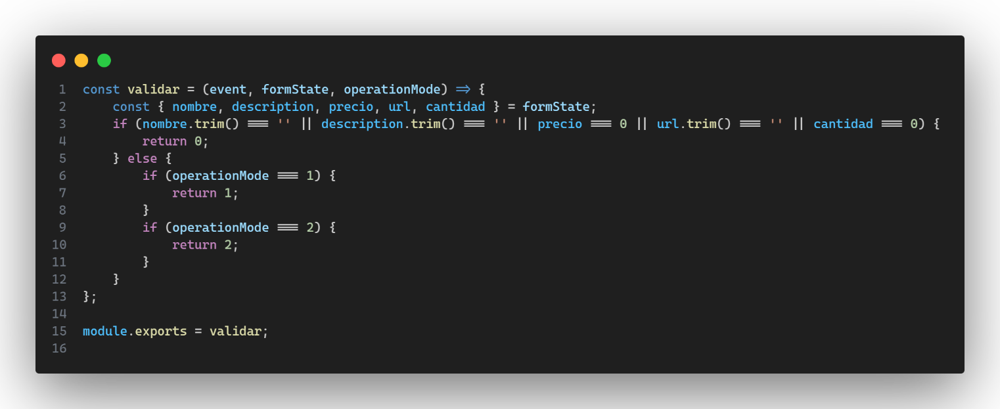 1 const validar = (event, formState, operationMode) => {
2     const { nombre, description, precio, url, cantidad } = formState;
3     if (nombre.trim() === '' || description.trim() === '' || precio === 0 || url.trim() === '' || cantidad === 0) {
4         return 0;
5     } else {
6         if (operationMode === 1) {
7             return 1;
8         }
9         if (operationMode === 2) {
10             return 2;
11         }
12     }
13 };
14
15 module.exports = validar;
16